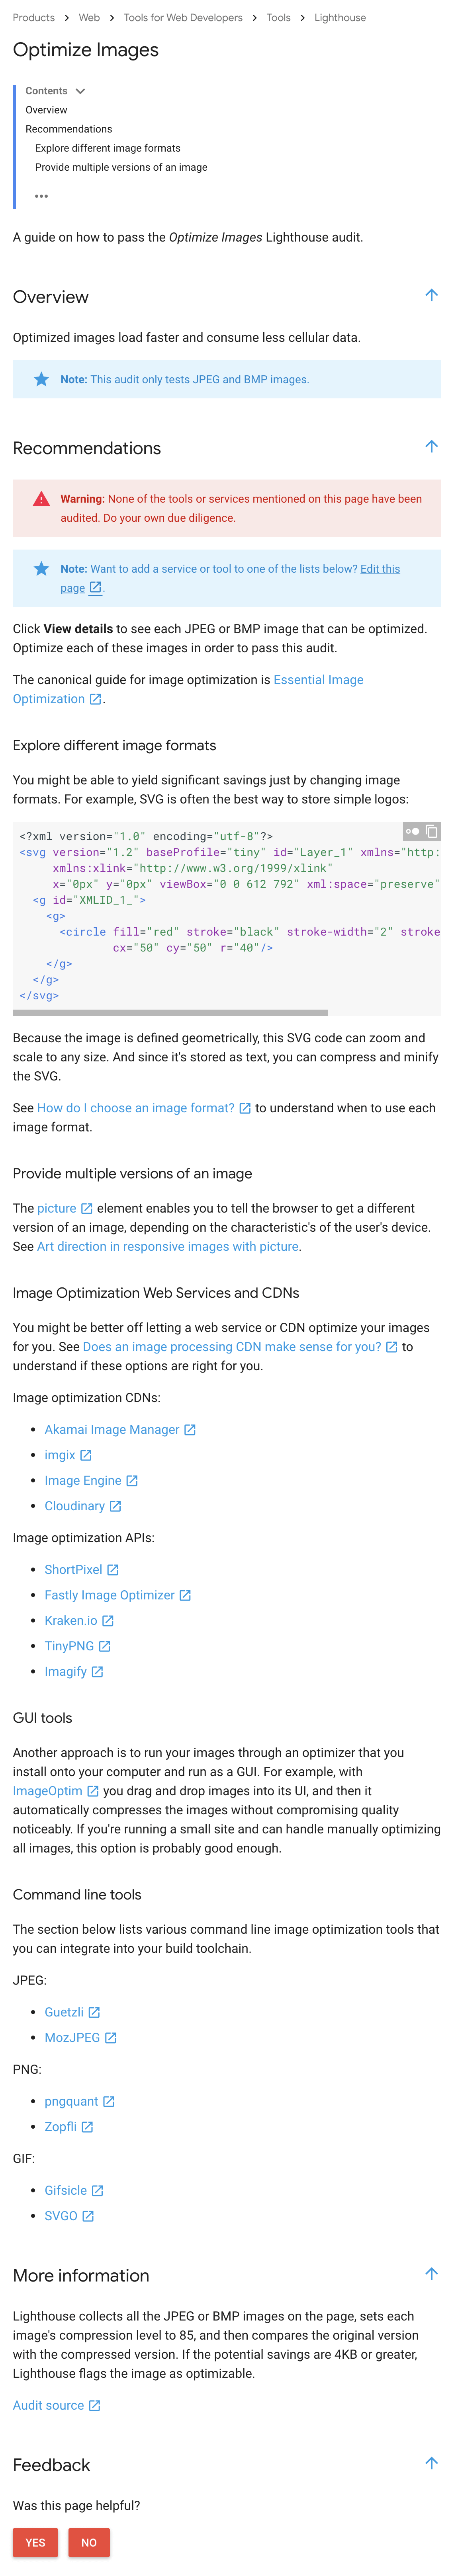 Products > Web > Tools for Web Developers > Tools > Lighthouse
Optimize Images
Contents
Overview
Recommendations
Explore different image formats
Provide multiple versions of an image
•••
A guide on how to pass the Optimize Images Lighthouse audit.
Overview
Optimized images load faster and consume less cellular data.
Note: This audit only tests JPEG and BMP images.
Recommendations
Warning: None of the tools or services mentioned on this page have been
audited. Do your own due diligence.
Note: Want to add a service or tool to one of the lists below? Edit this
page.
Click View details to see each JPEG or BMP image that can be optimized.
Optimize each of these images in order to pass this audit.
The canonical guide for image optimization is Essential Image
Optimization.
Explore different image formats
You might be able to yield significant savings just by changing image
formats. For example, SVG is often the best way to store simple logos:
<?xml version="1.0" encoding="utf-8"?>
<svg version="1.2" baseProfile="tiny" id="Layer_1" xmlns="http:
xmlns:xlink="http://www.w3.org/1999/xlink"
x="0px" y="0px" viewBox="0 0 612 792" xml:space="preserve"
<g id="XMLID_1_">
<g>
<circle fill="red" stroke="black" stroke-width="2" stroke
cx="50" cy="50" r="40"/>
</g>
</g>
</svg>
Because the image is defined geometrically, this SVG code can zoom and
scale to any size. And since it's stored as text, you can compress and minify
the SVG.
See How do I choose an image format? to understand when to use each
image format.
Provide multiple versions of an image
The picture element enables you to tell the browser to get a different
version of an image, depending on the characteristic's of the user's device.
See Art direction in responsive images with picture.
Image Optimization Web Services and CDNs
You might be better off letting a web service or CDN optimize your images
for you. See Does an image processing CDN make sense for you? to
understand if these options are right for you.
Image optimization CDNs:
• Akamai Image Manager
• imgix
• Image Engine
• Cloudinary
Image optimization APIs:
• ShortPixel
• Fastly Image Optimizer
• Kraken.io
• TinyPNG
• Imagify
GUI tools
Another approach is to run your images through an optimizer that you
install onto your computer and run as a GUI. For example, with
ImageOptim you drag and drop images into its UI, and then it
automatically compresses the images without compromising quality
noticeably. If you're running a small site and can handle manually optimizing
all images, this option is probably good enough.
Command line tools
The section below lists various command line image optimization tools that
you can integrate into your build toolchain.
JPEG:
• Guetzli
• MozJPEG
PNG:
• pngquant
• Zopfli
GIF:
• Gifsicle
• SVGO
More information
Lighthouse collects all the JPEG or BMP images on the page, sets each
image's compression level to 85, and then compares the original version
with the compressed version. If the potential savings are 4KB or greater,
Lighthouse flags the image as optimizable.
Audit source
Feedback
Was this page helpful?
YES NO